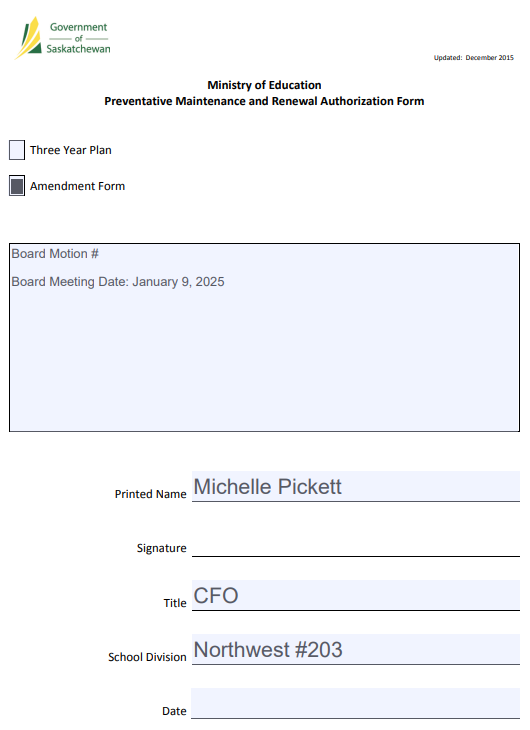 Government
of
Saskatchewan
Updated: December 2015
Ministry of Education
Preventative Maintenance and Renewal Authorization Form
Three Year Plan
Amendment Form
Board Motion #
Board Meeting Date: January 9, 2025
Printed Name Michelle Pickett
Signature
Title CFO
School Division Northwest #203
Date